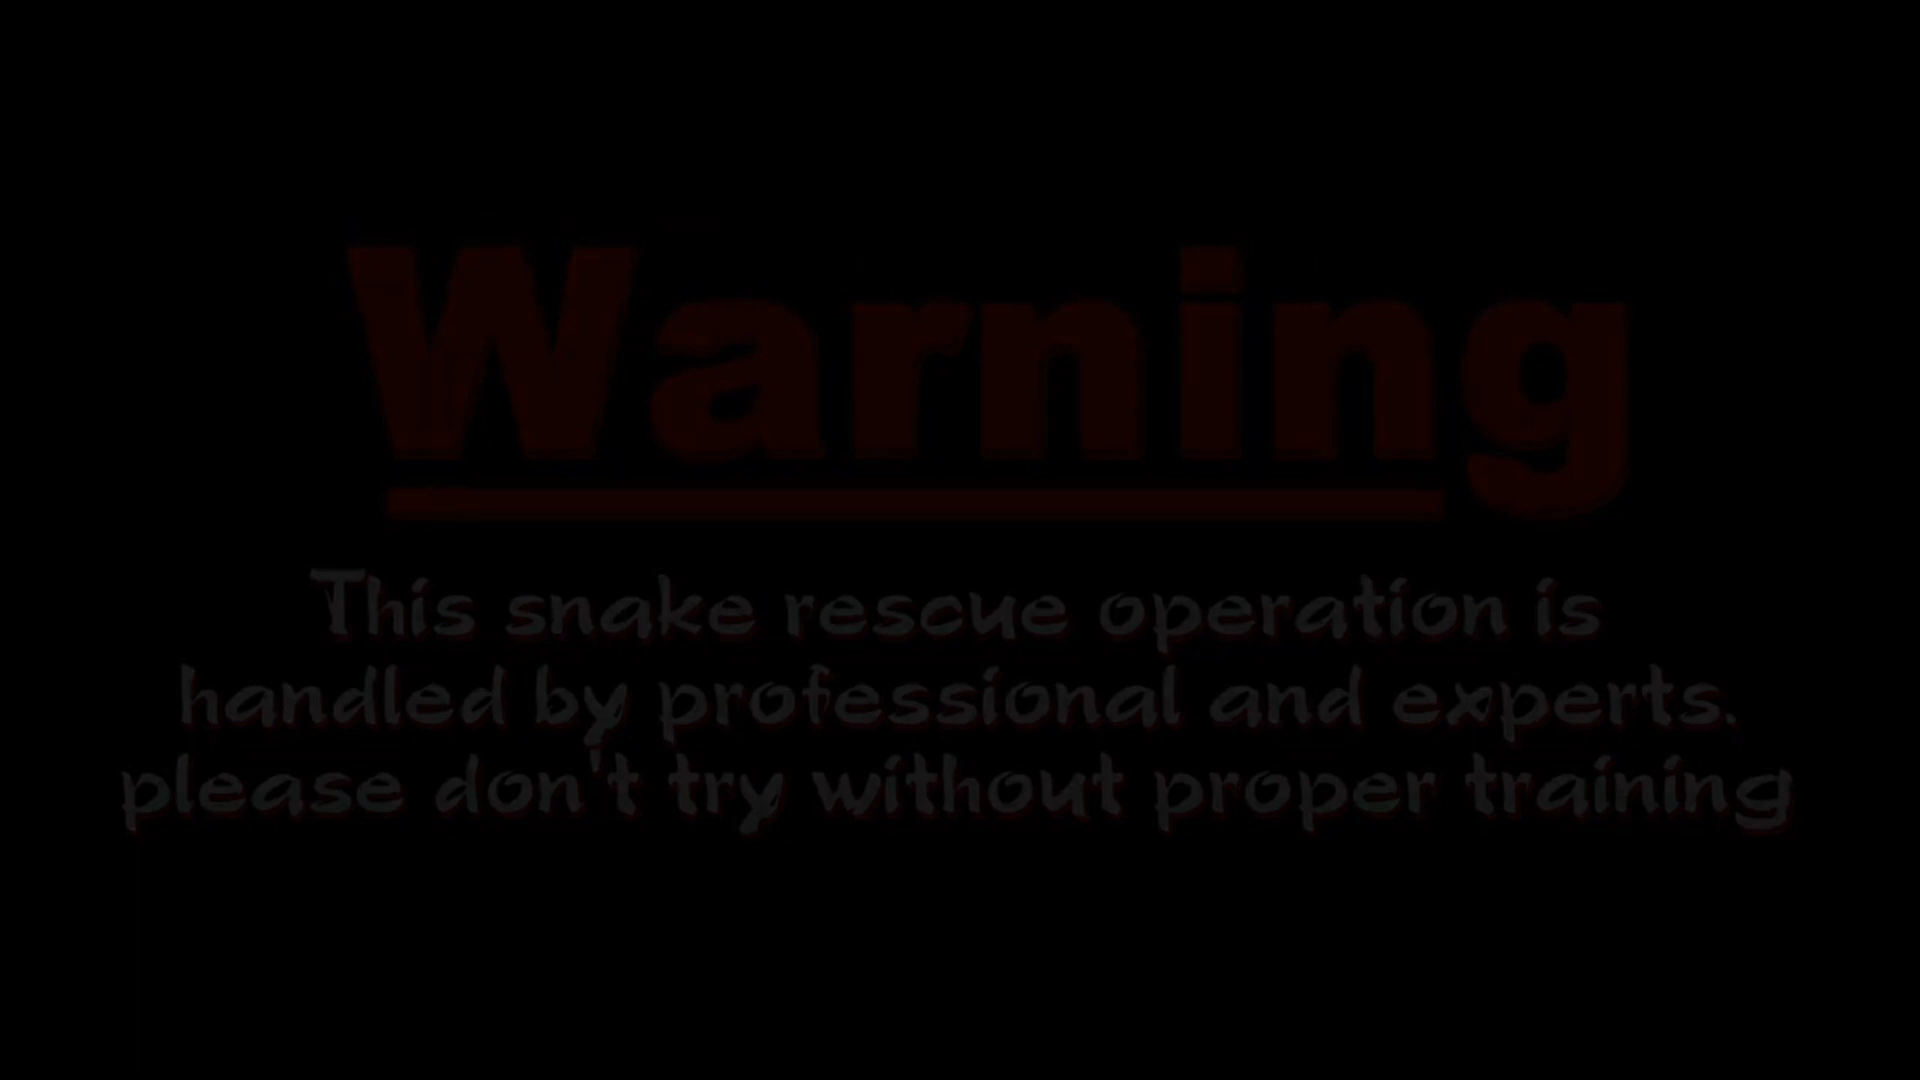 Warning
This snake rescue operation is
handled by professional and experts.
please don't try without proper training